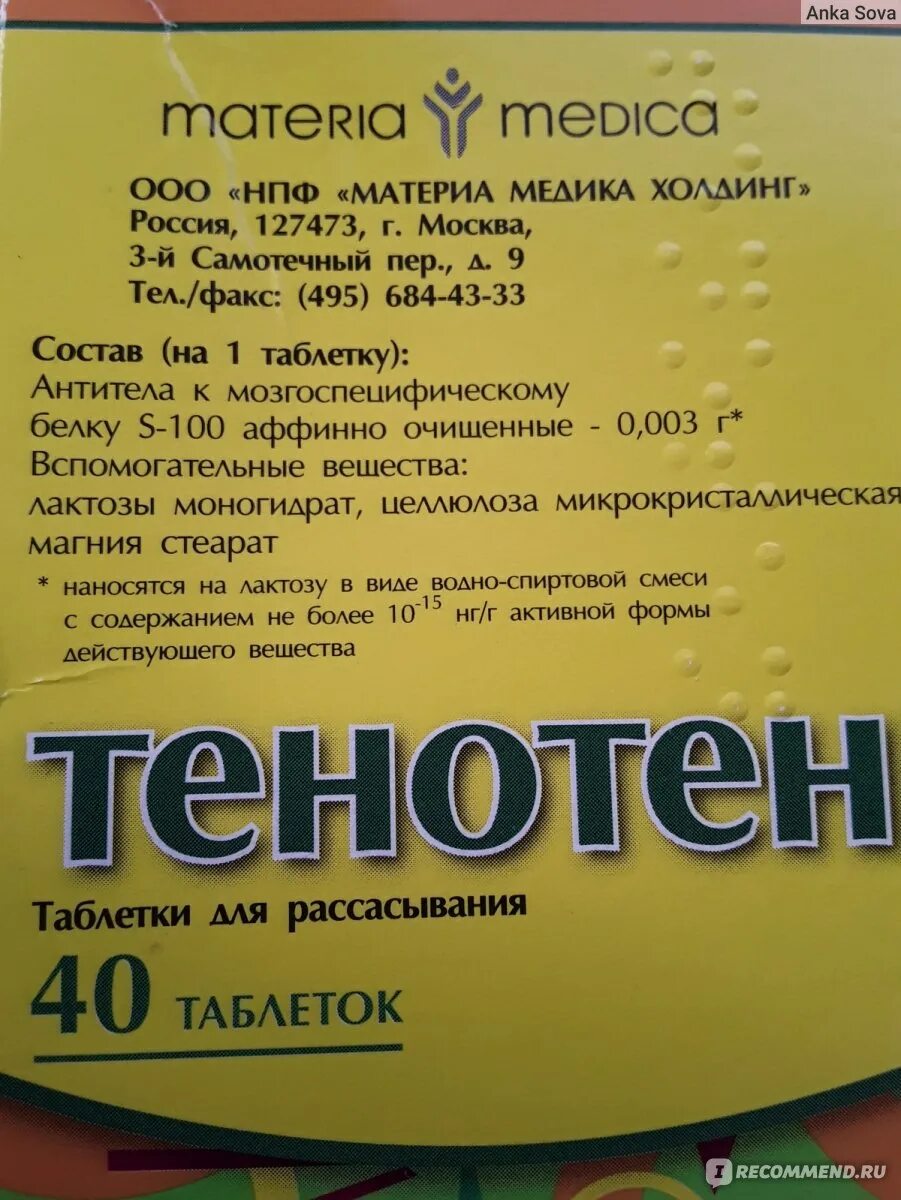 Anka Sova
materia medica
ООО «НПФ «МАТЕРИА МЕДИКА ХОЛДИНГ»
Россия, 127473, г. Москва,
3-й Самотечный пер., д. 9
Тел./факс: (495) 684-43-33
Состав (на 1 таблетку):
Антитела к мозгоспецифическому
белку S-100 аффинно очищенные - 0,003 г*
Вспомогательные вещества:
лактозы моногидрат, целлюлоза микрокристаллическая
магния стеарат
* наносятся на лактозу в виде водно-спиртовой смеси
с содержанием не более 10⁻¹⁵ нг/г активной формы
действующего вещества
Тенотен
Таблетки для рассасывания
40 таблеток
IRECOMMEND.RU